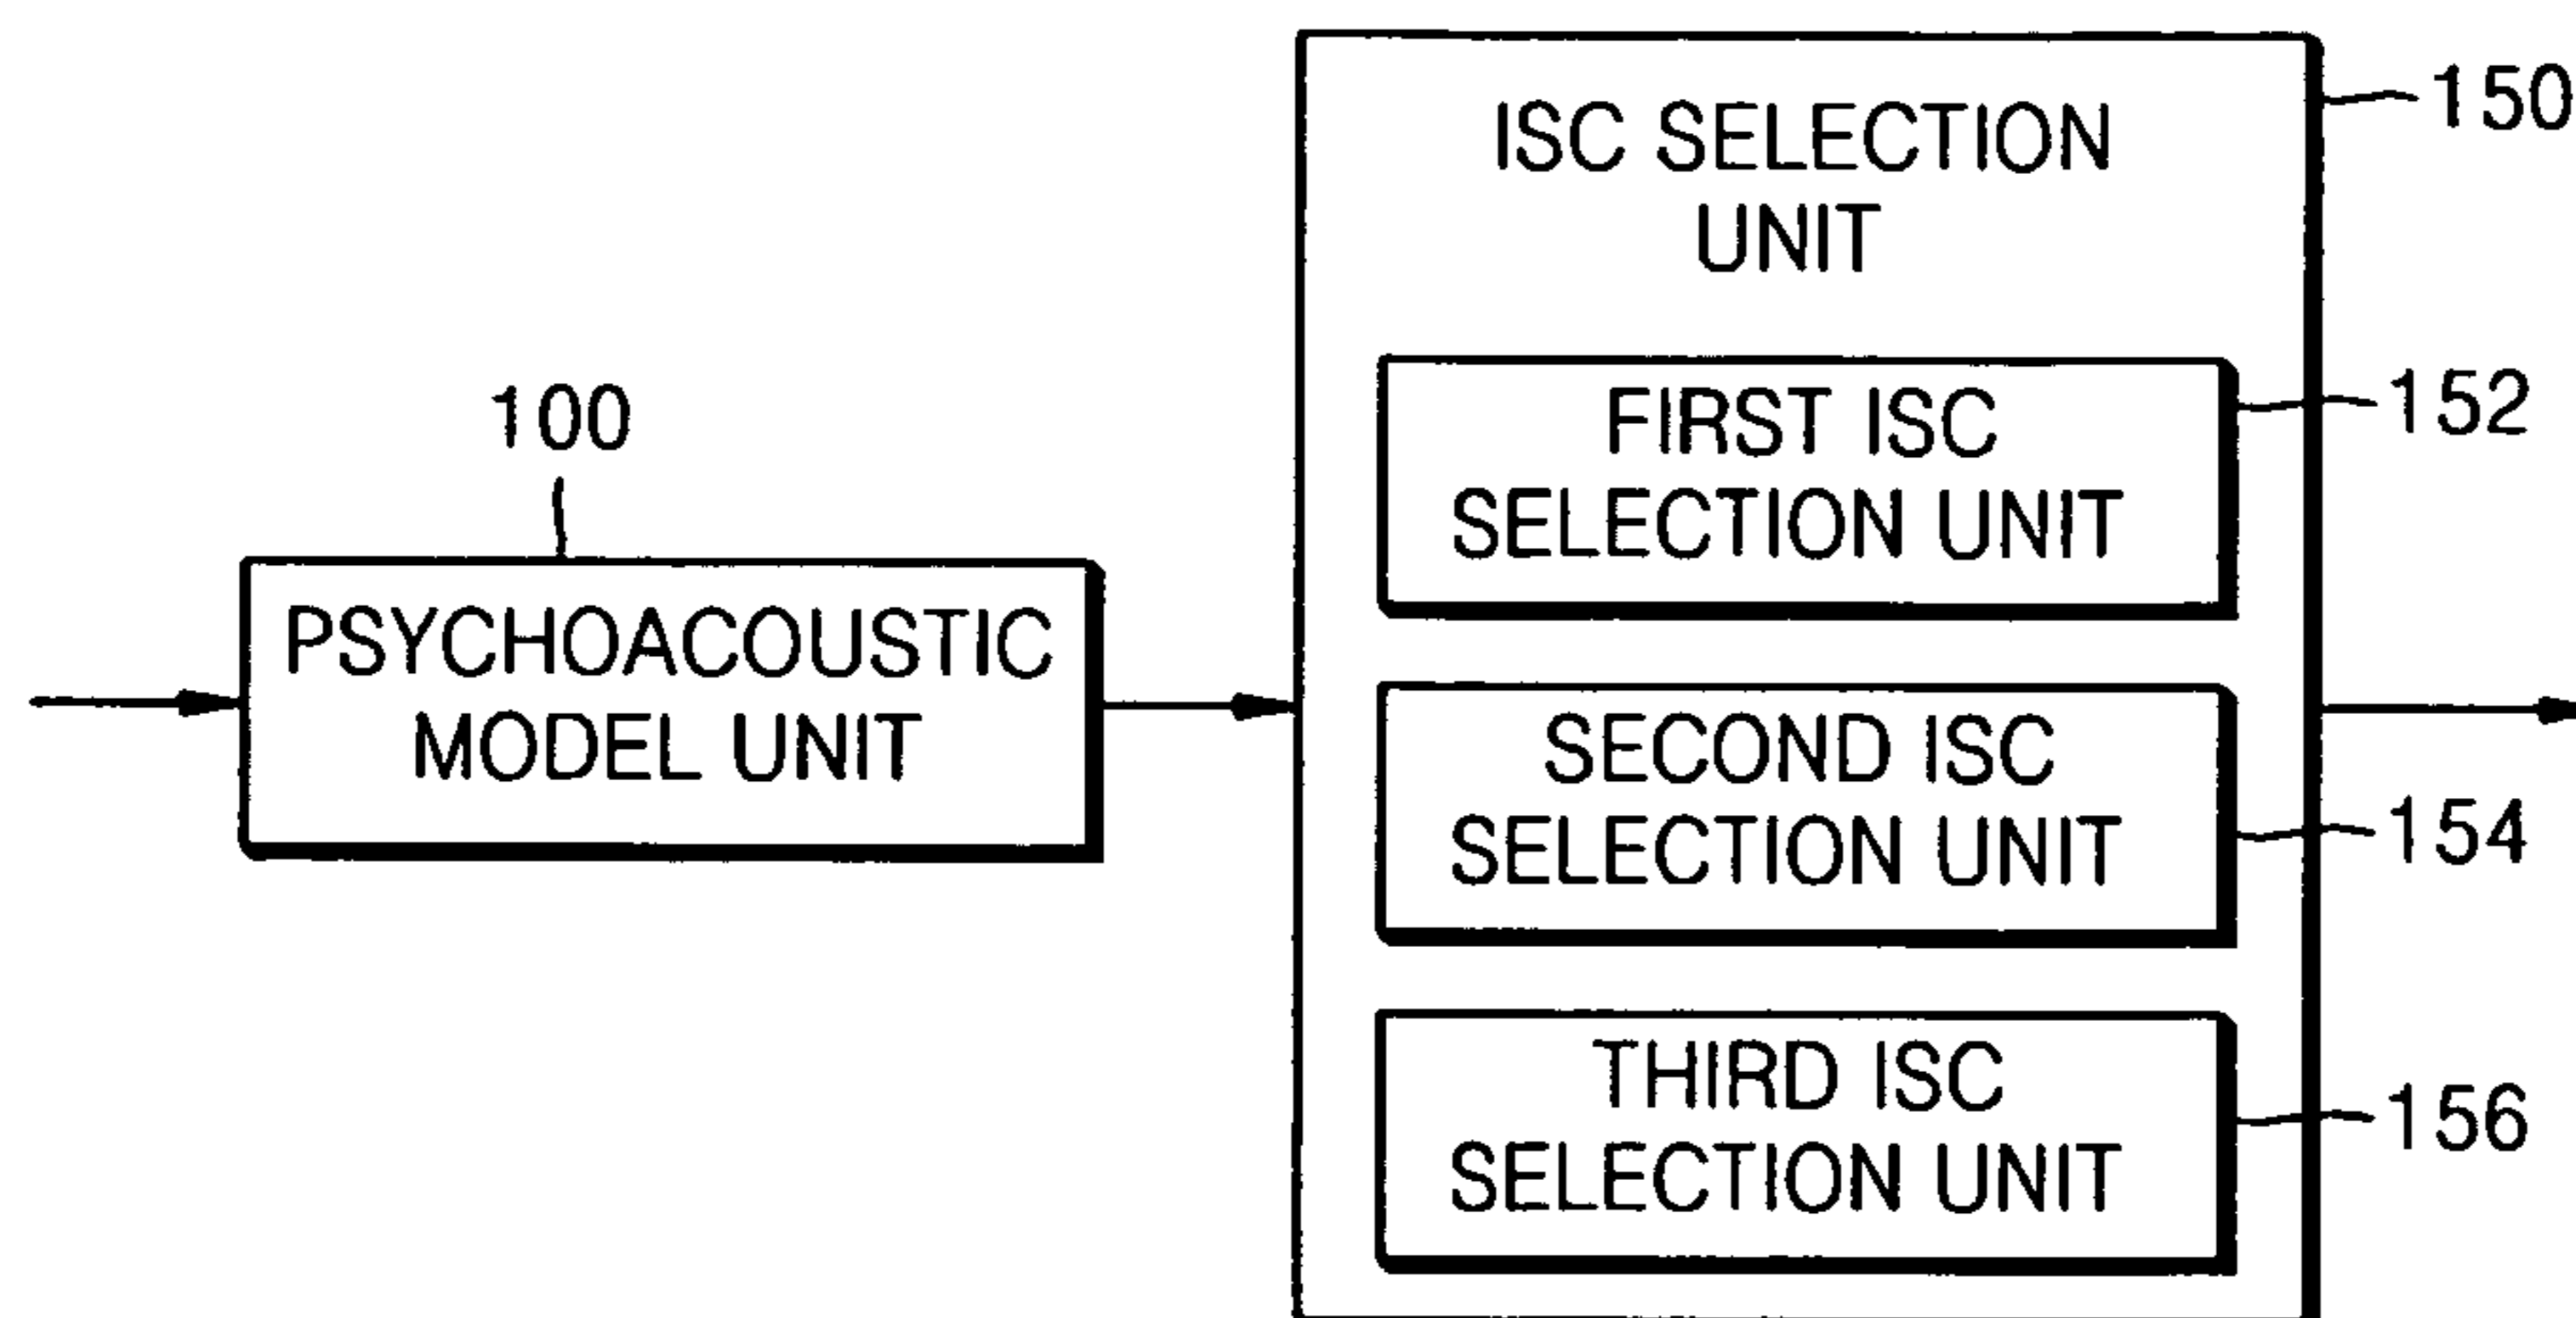 100
PSYCHOACOUSTIC
MODEL UNIT
ISC SELECTION
UNIT
150
FIRST ISC
SELECTION UNIT
152
SECOND ISC
SELECTION UNIT
154
THIRD ISC
SELECTION UNIT
156